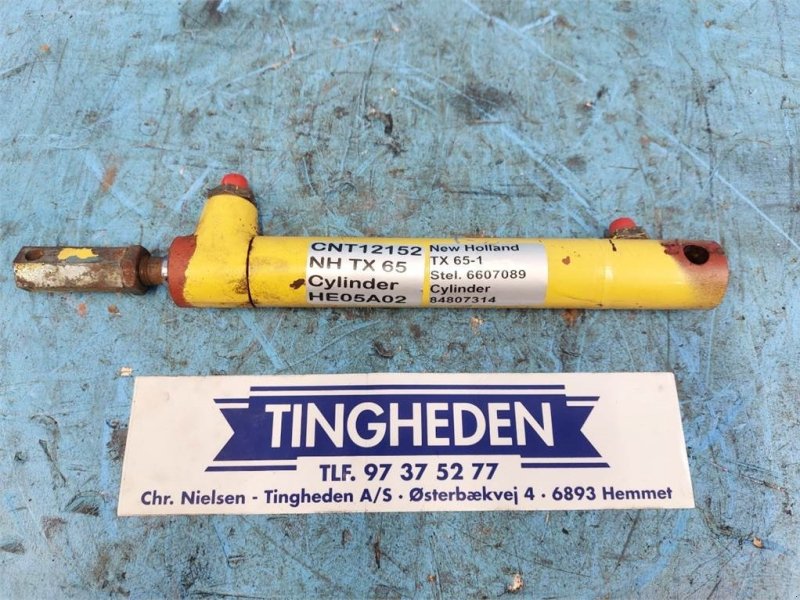 CNT12152
NH TX 65
Cylinder
HE05A02
New Holland
TX 65-1
Stel. 6607089
Cylinder
84807314
TINGHEDEN
TLF. 97 37 52 77
Chr. Nielsen - Tingheden A/S · Østerbækvej 4 · 6893 Hemmet